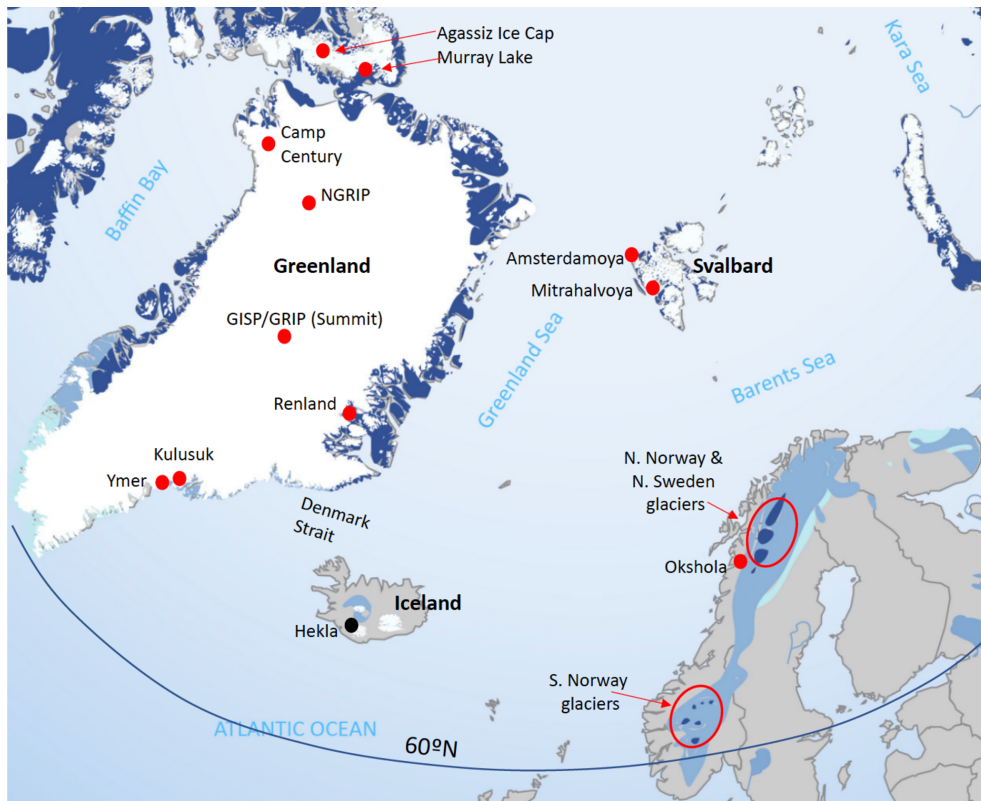 Agassiz Ice Cap
Murray Lake
Kara Sea
Camp
Century
Baffin Bay
NGRIP
Greenland
Amsterdamoya
Svalbard
Mitrahalvoya
GISP/GRIP (Summit)
Greenland Sea
Barents Sea
Renland
Kulusuk
Ymer
N. Norway &
N. Sweden
glaciers
Denmark
Strait
Okshola
Iceland
Hekla
S. Norway
glaciers
ATLANTIC OCEAN
60ºN